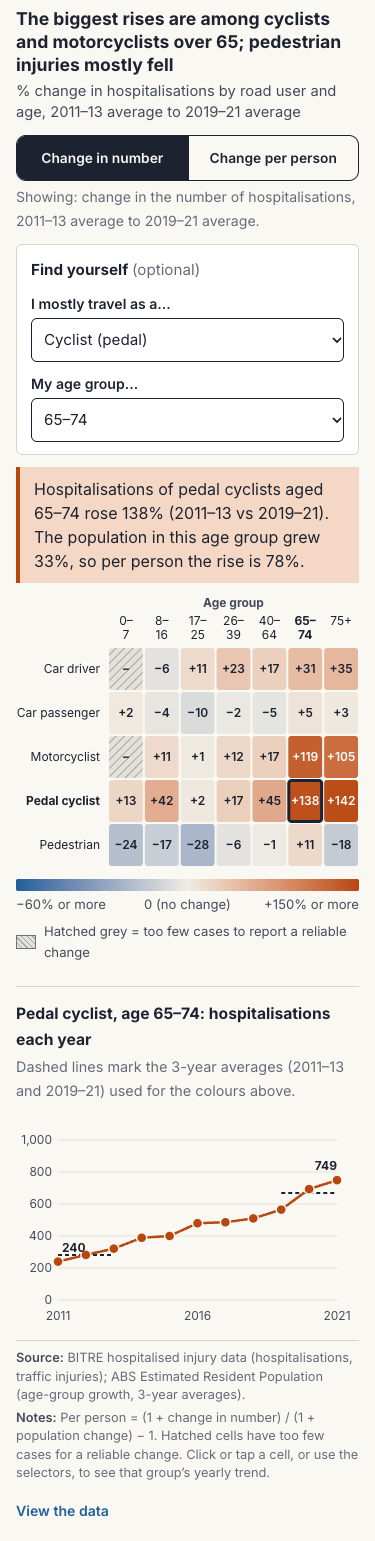 The biggest rises are among cyclists
and motorcyclists over 65; pedestrian
injuries mostly fell
% change in hospitalisations by road user and
age, 2011–13 average to 2019–21 average
Change in number
Change per person
Showing: change in the number of hospitalisations,
2011–13 average to 2019–21 average.
Find yourself (optional)
I mostly travel as a…
Cyclist (pedal)
My age group…
65–74
Hospitalisations of pedal cyclists aged
65–74 rose 138% (2011–13 vs 2019–21).
The population in this age group grew
33%, so per person the rise is 78%.
Age group
0– 8– 17– 26– 40– 65– 75+
7 16 25 39 64 74
Car driver – −6 +11 +23 +17 +31 +35
Car passenger +2 −4 −10 −2 −5 +5 +3
Motorcyclist – +11 +1 +12 +17 +119 +105
Pedal cyclist +13 +42 +2 +17 +45 +138 +142
Pedestrian −24 −17 −28 −6 −1 +11 −18
−60% or more 0 (no change) +150% or more
Hatched grey = too few cases to report a reliable
change
Pedal cyclist, age 65–74: hospitalisations
each year
Dashed lines mark the 3-year averages (2011–13
and 2019–21) used for the colours above.
1,000
800
600
400
200
0
749
240
2011 2016 2021
Source: BITRE hospitalised injury data (hospitalisations,
traffic injuries); ABS Estimated Resident Population
(age-group growth, 3-year averages).
Notes: Per person = (1 + change in number) / (1 +
population change) − 1. Hatched cells have too few
cases for a reliable change. Click or tap a cell, or use the
selectors, to see that group’s yearly trend.
View the data